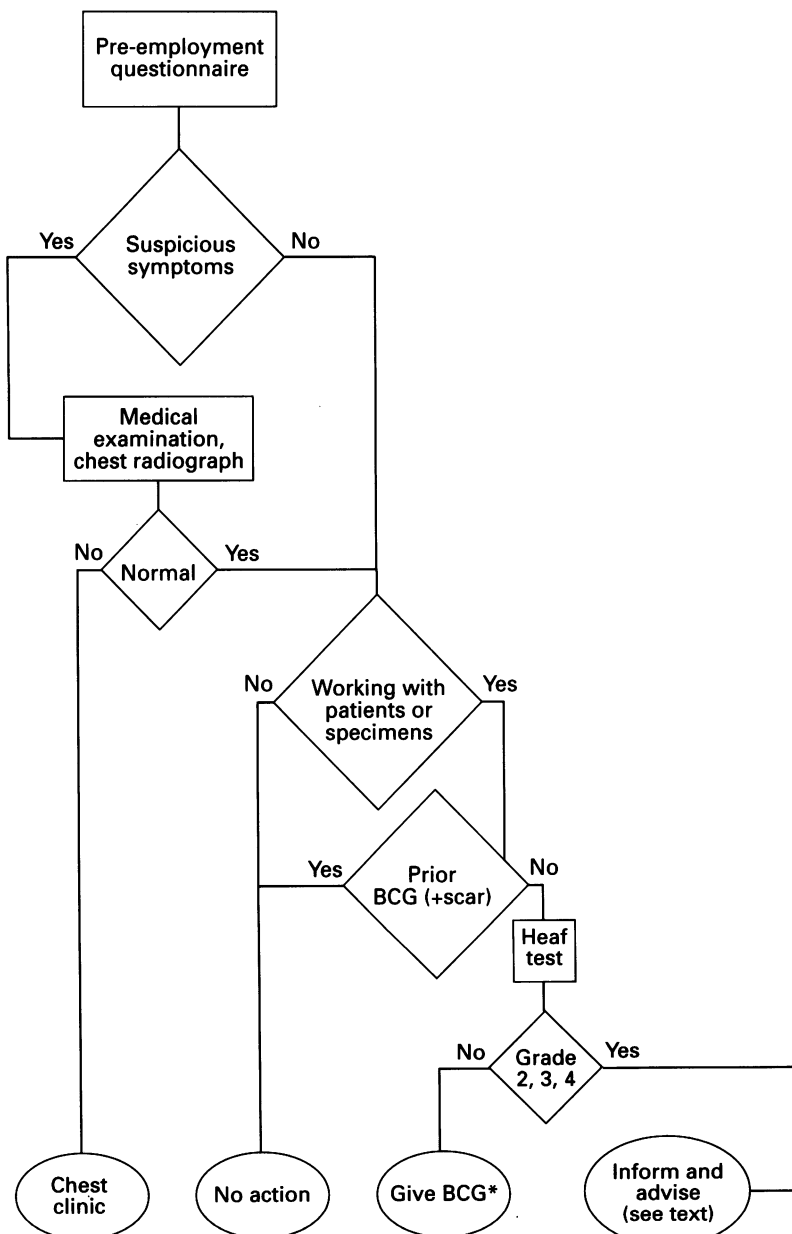 Pre-employment
questionnaire
Yes
Suspicious
symptoms
No
Medical
examination,
chest radiograph
No
Normal
Yes
No
Working with
patients or
specimens
Yes
Yes
Prior
BCG (+scar)
No
Heaf
test
No
Grade
2, 3, 4
Yes
Chest
clinic
No action
Give BCG*
Inform and
advise
(see text)